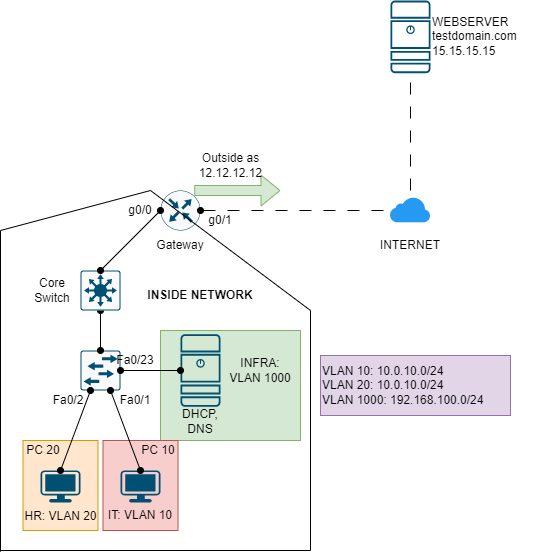 WEBSERVER
testdomain.com
15.15.15.15
Outside as
12.12.12.12
g0/0
g0/1
Gateway
INTERNET
Core
Switch
INSIDE NETWORK
Fa0/23
INFRA:
VLAN 1000
VLAN 10: 10.0.10.0/24
VLAN 20: 10.0.10.0/24
VLAN 1000: 192.168.100.0/24
Fa0/2
Fa0/1
DHCP,
DNS
PC 20
PC 10
HR: VLAN 20
IT: VLAN 10